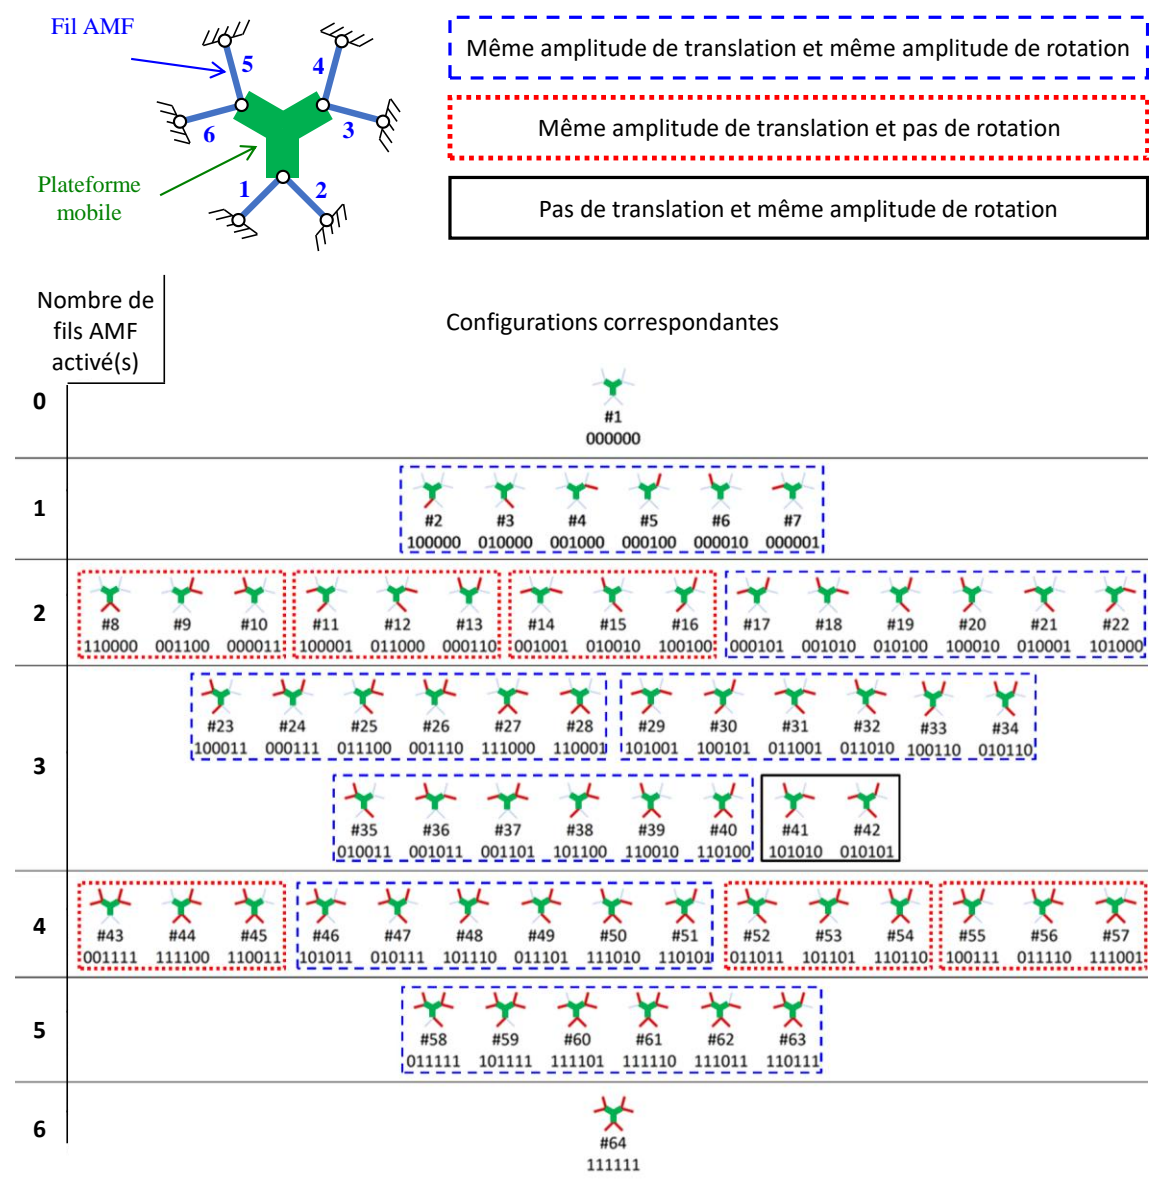 Fil AMF
5
4
6
3
Plateforme
mobile
1
2
Même amplitude de translation et même amplitude de rotation
Même amplitude de translation et pas de rotation
Pas de translation et même amplitude de rotation
Nombre de
fils AMF
activé(s)
Configurations correspondantes
0
#1
000000
1
#2 #3 #4 #5 #6 #7
100000 010000 001000 000100 000010 000001
2
#8 #9 #10 #11 #12 #13 #14 #15 #16 #17 #18 #19 #20 #21 #22
110000 001100 000011 100001 011000 000110 001001 010010 100100 000101 001010 010100 100010 010001 101000
3
#23 #24 #25 #26 #27 #28 #29 #30 #31 #32 #33 #34
100011 000111 011100 001110 111000 110001 101001 100101 011001 011010 100110 010110
#35 #36 #37 #38 #39 #40 #41 #42
010011 001011 001101 101100 110010 110100 101010 010101
4
#43 #44 #45 #46 #47 #48 #49 #50 #51 #52 #53 #54 #55 #56 #57
001111 111100 110011 101011 010111 101110 011101 111010 110101 011011 101101 110110 100111 011110 111001
5
#58 #59 #60 #61 #62 #63
011111 101111 111101 111110 111011 110111
6
#64
111111